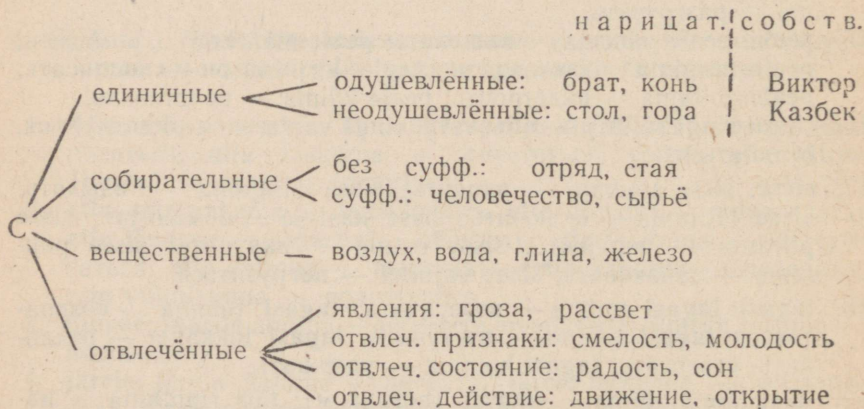 нарицат. собств.
единичные
одушевлённые: брат, конь Виктор
неодушевлённые: стол, гора Казбек
собирательные
без суфф.: отряд, стая
суфф.: человечество, сырьё
С
вещественные — воздух, вода, глина, железо
явления: гроза, рассвет
отвлечённые
отвлеч. признаки: смелость, молодость
отвлеч. состояние: радость, сон
отвлеч. действие: движение, открытие